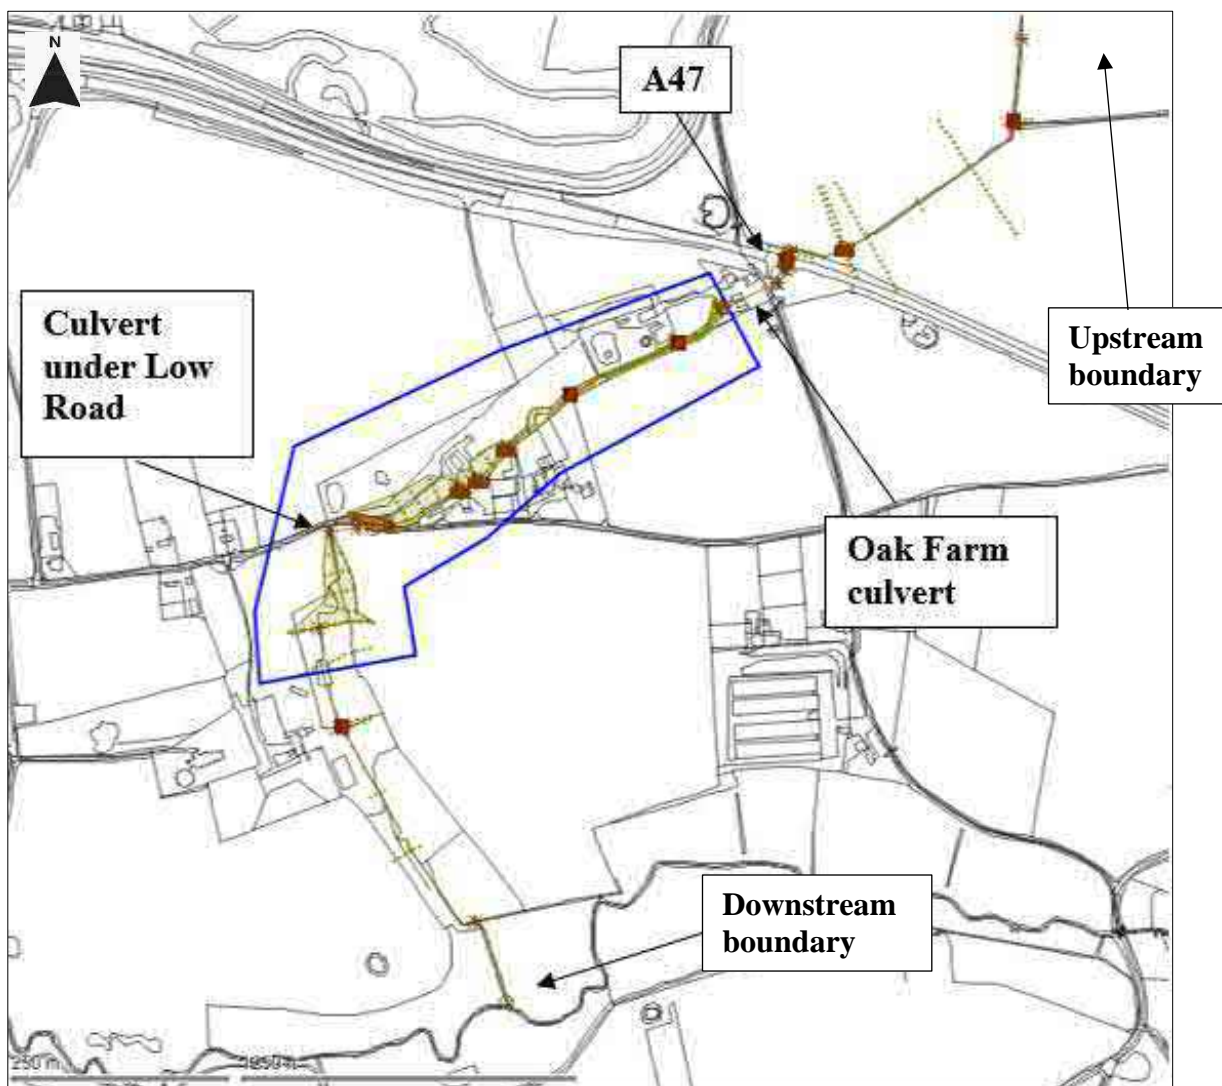 N
A47
Upstream
boundary
Culvert
under Low
Road
Oak Farm
culvert
Downstream
boundary
250 m